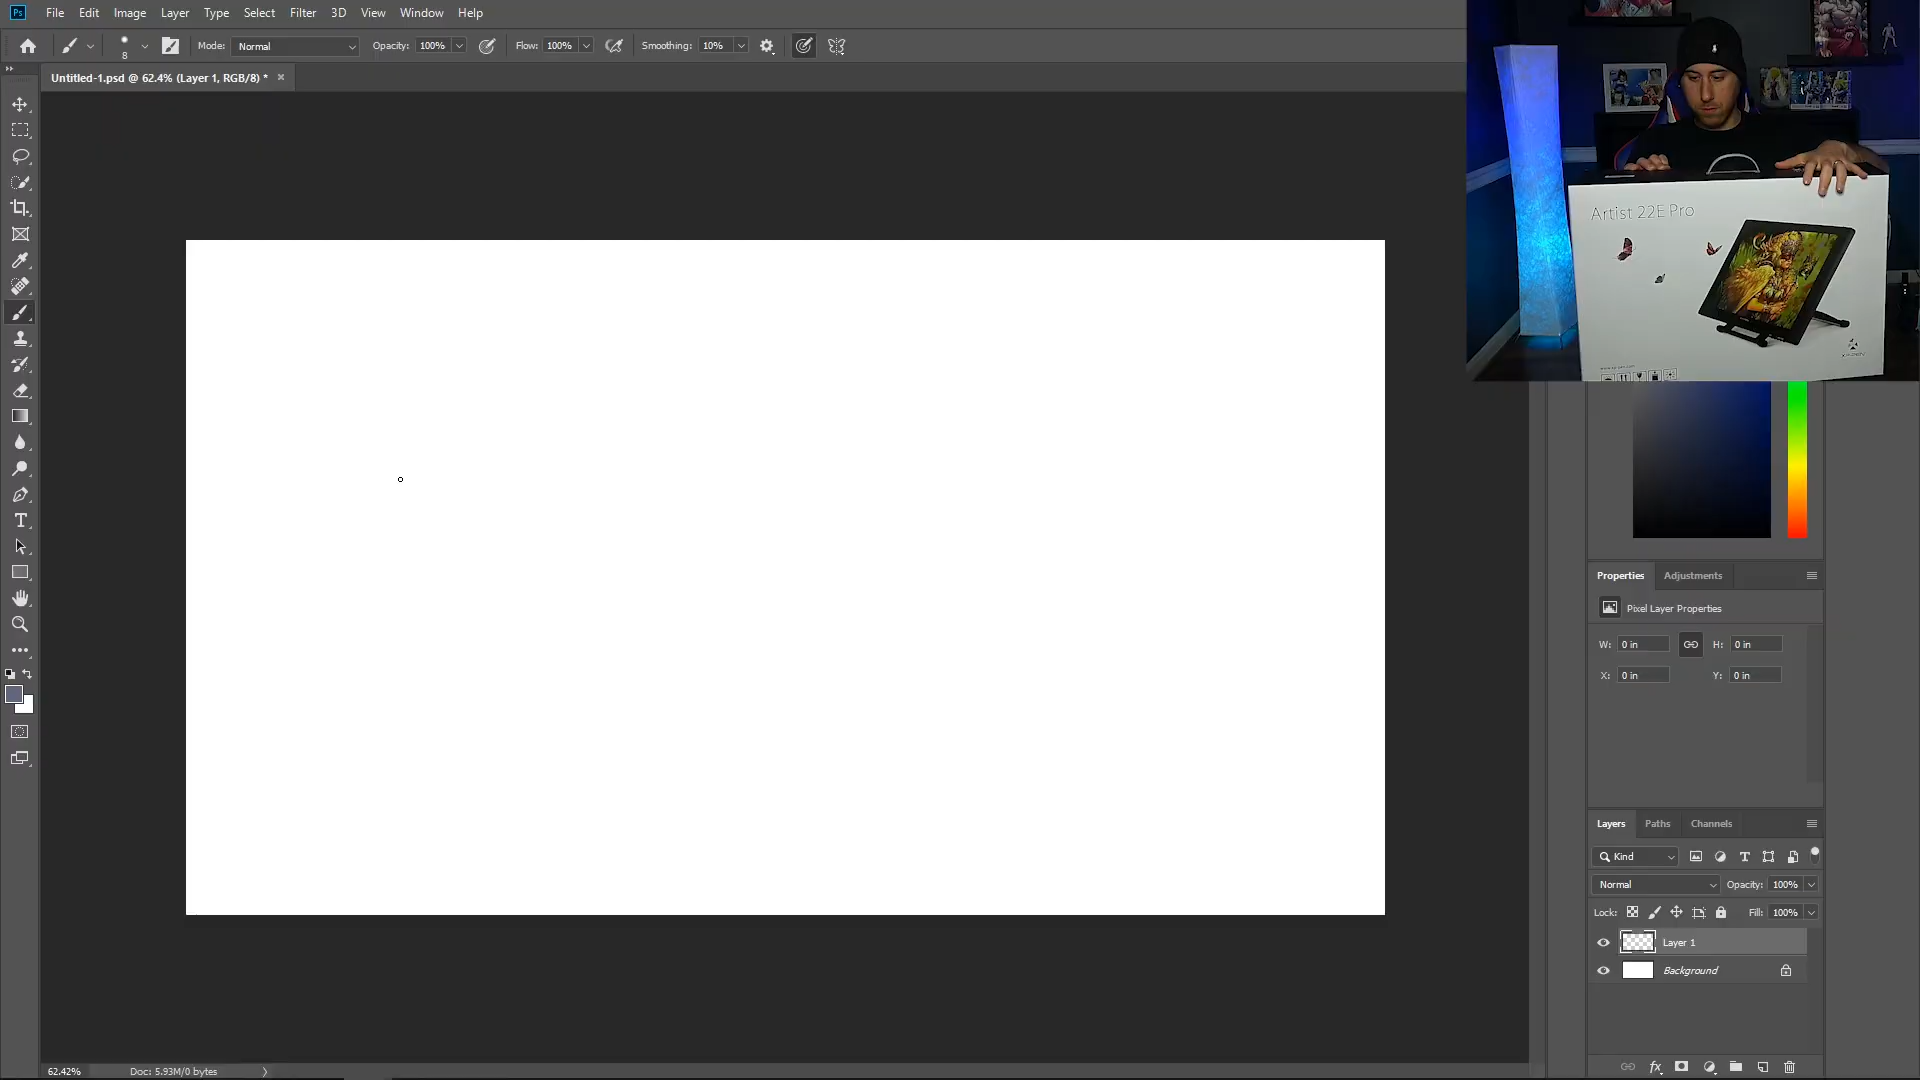 Ps File Edit Image Layer Type Select Filter 3D View Window Help
8 Mode: Normal Opacity: 100% Flow: 100% Smoothing: 10%
Untitled-1.psd @ 62.4% (Layer 1, RGB/8) * ×
Artist 22E Pro
Properties Adjustments
Pixel Layer Properties
W: 0 in H: 0 in
X: 0 in Y: 0 in
Layers Paths Channels
Kind
Normal Opacity: 100%
Lock: Fill: 100%
Layer 1
Background
62.42% Doc: 5.93M/0 bytes